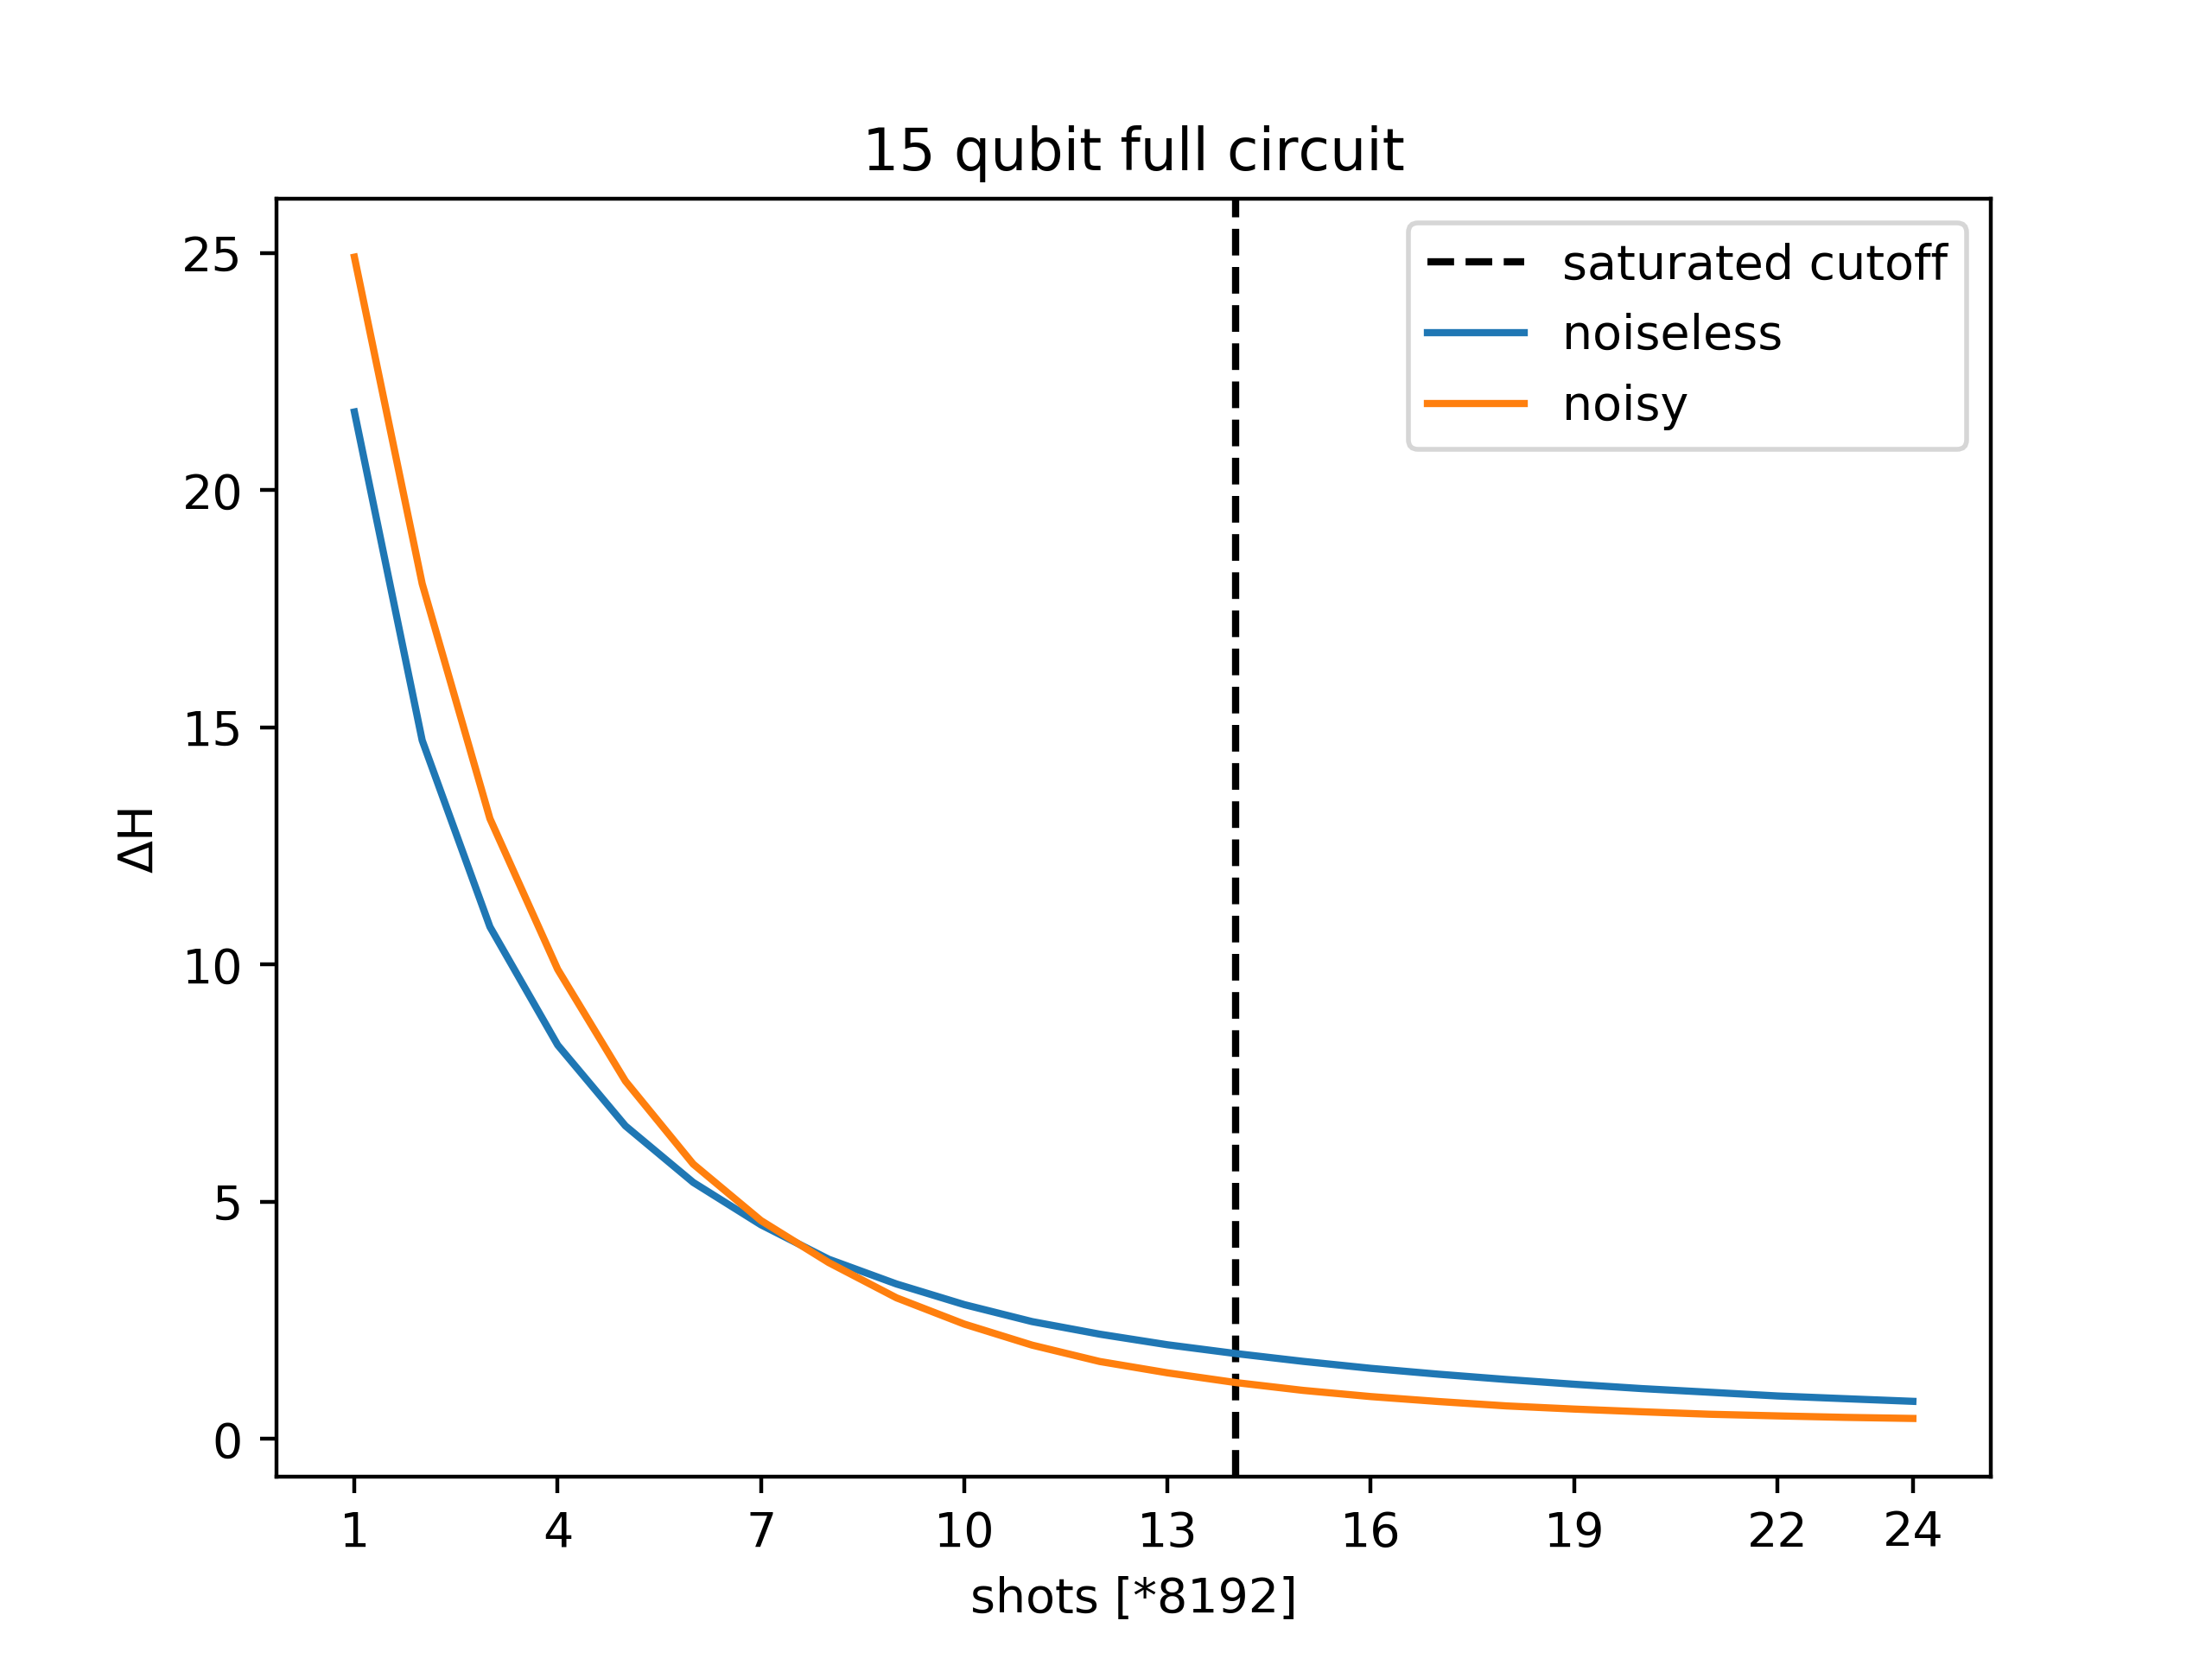 15 qubit full circuit
25
20
15
10
5
0
ΔH
saturated cutoff
noiseless
noisy
1 4 7 10 13 16 19 22 24
shots [*8192]